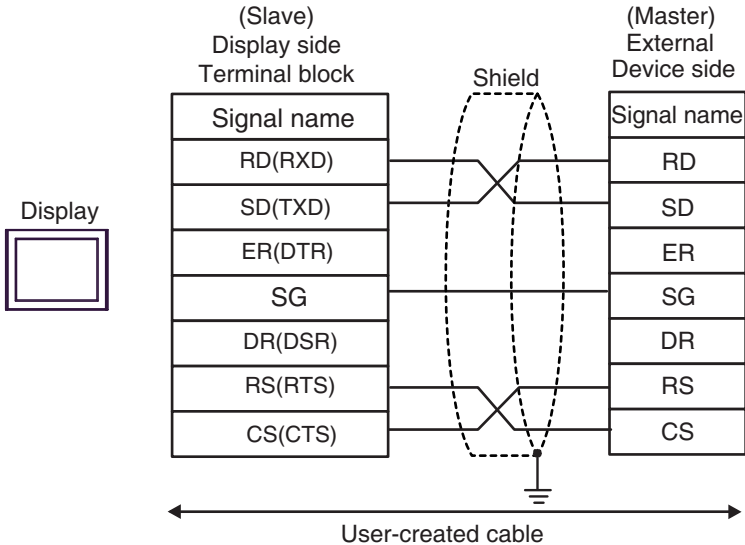 (Slave)
Display side
Terminal block
Shield
(Master)
External
Device side
Signal name
Signal name
RD(RXD)
RD
SD(TXD)
SD
Display
ER(DTR)
ER
SG
SG
DR(DSR)
DR
RS(RTS)
RS
CS(CTS)
CS
User-created cable